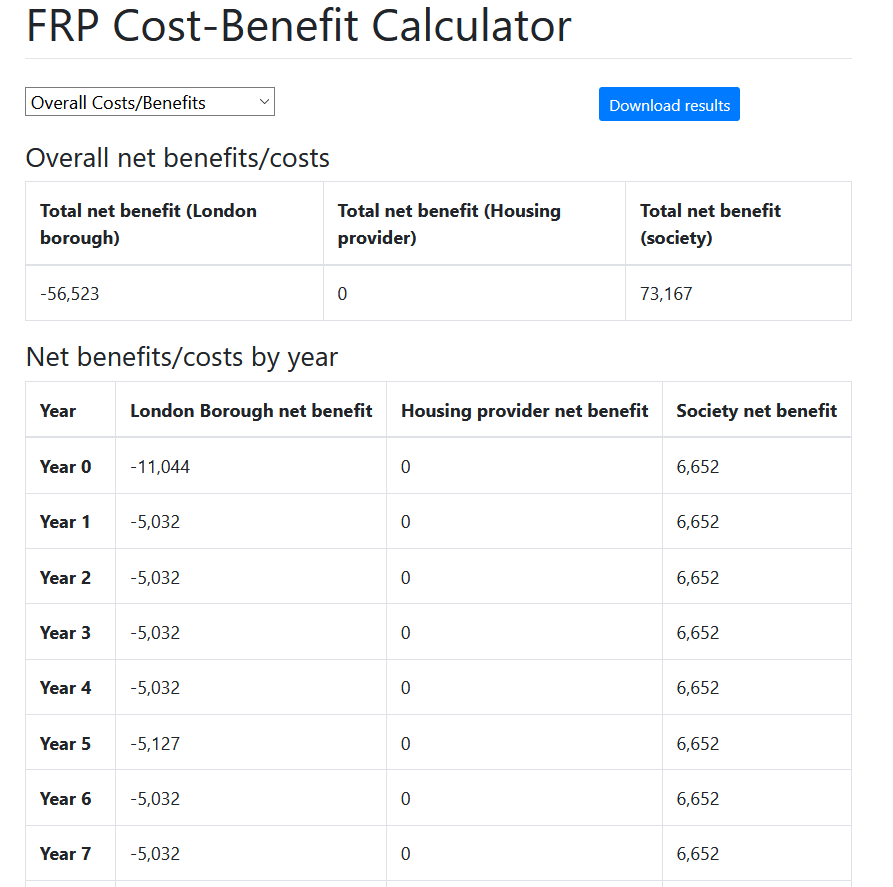 FRP Cost-Benefit Calculator
Overall Costs/Benefits
Download results
Overall net benefits/costs
Total net benefit (London borough) Total net benefit (Housing provider) Total net benefit (society)
-56,523 0 73,167
Net benefits/costs by year
Year London Borough net benefit Housing provider net benefit Society net benefit
Year 0 -11,044 0 6,652
Year 1 -5,032 0 6,652
Year 2 -5,032 0 6,652
Year 3 -5,032 0 6,652
Year 4 -5,032 0 6,652
Year 5 -5,127 0 6,652
Year 6 -5,032 0 6,652
Year 7 -5,032 0 6,652